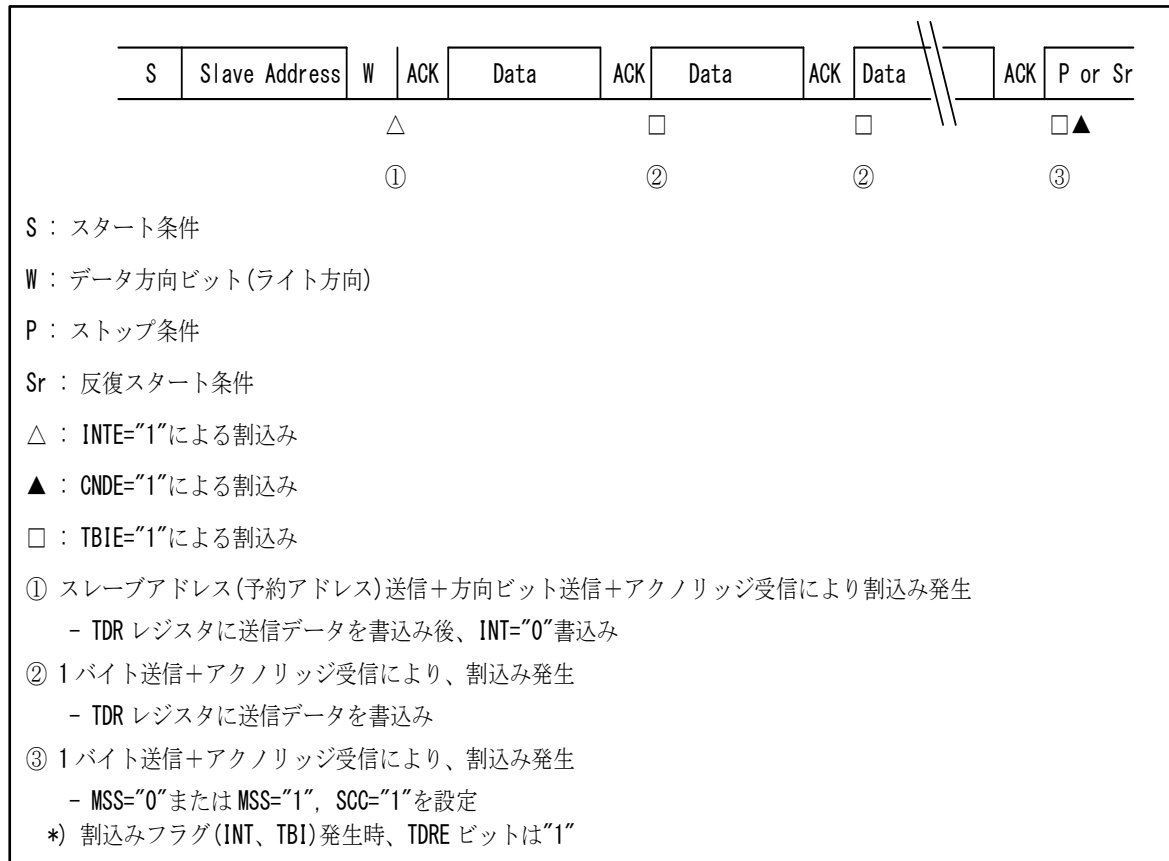 S Slave Address W ACK Data ACK Data ACK Data ACK P or Sr
△ □ □ □▲
① ② ② ③
S : スタート条件
W : データ方向ビット(ライト方向)
P : ストップ条件
Sr : 反復スタート条件
△ : INTE="1"による割込み
▲ : CNDE="1"による割込み
□ : TBIE="1"による割込み
① スレーブアドレス(予約アドレス)送信＋方向ビット送信＋アクノリッジ受信により割込み発生
- TDR レジスタに送信データを書込み後、INT="0"書込み
② 1 バイト送信＋アクノリッジ受信により、割込み発生
- TDR レジスタに送信データを書込み
③ 1 バイト送信＋アクノリッジ受信により、割込み発生
- MSS="0"または MSS="1", SCC="1"を設定
*) 割込みフラグ(INT、TBI)発生時、TDRE ビットは"1"